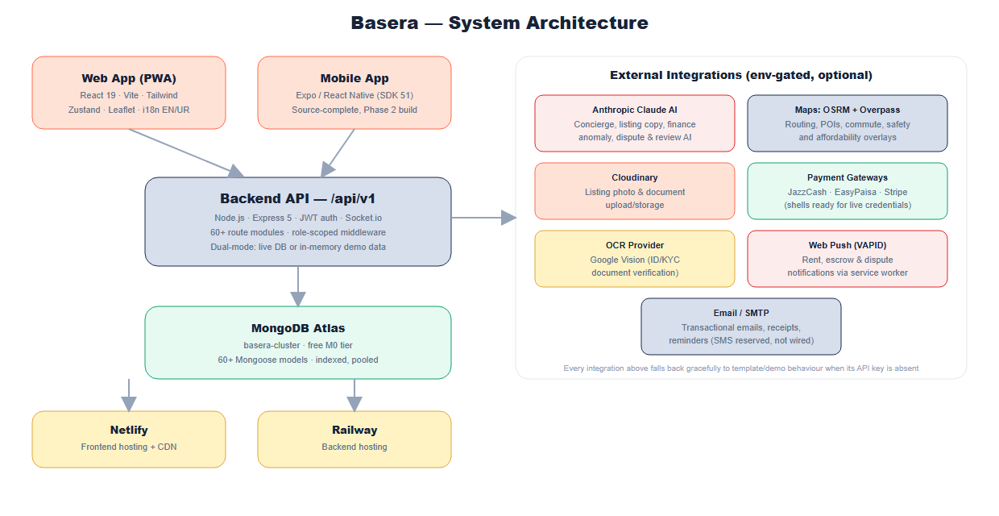 Basera — System Architecture
Web App (PWA)
React 19 · Vite · Tailwind
Zustand · Leaflet · i18n EN/UR
Mobile App
Expo / React Native (SDK 51)
Source-complete, Phase 2 build
Backend API — /api/v1
Node.js · Express 5 · JWT auth · Socket.io
60+ route modules · role-scoped middleware
Dual-mode: live DB or in-memory demo data
MongoDB Atlas
basera-cluster · free M0 tier
60+ Mongoose models · indexed, pooled
Netlify
Frontend hosting + CDN
Railway
Backend hosting
External Integrations (env-gated, optional)
Anthropic Claude AI
Concierge, listing copy, finance
anomaly, dispute & review AI
Maps: OSRM + Overpass
Routing, POIs, commute, safety
and affordability overlays
Cloudinary
Listing photo & document
upload/storage
Payment Gateways
JazzCash · EasyPaisa · Stripe
(shells ready for live credentials)
OCR Provider
Google Vision (ID/KYC
document verification)
Web Push (VAPID)
Rent, escrow & dispute
notifications via service worker
Email / SMTP
Transactional emails, receipts,
reminders (SMS reserved, not wired)
Every integration above falls back gracefully to template/demo behaviour when its API key is absent